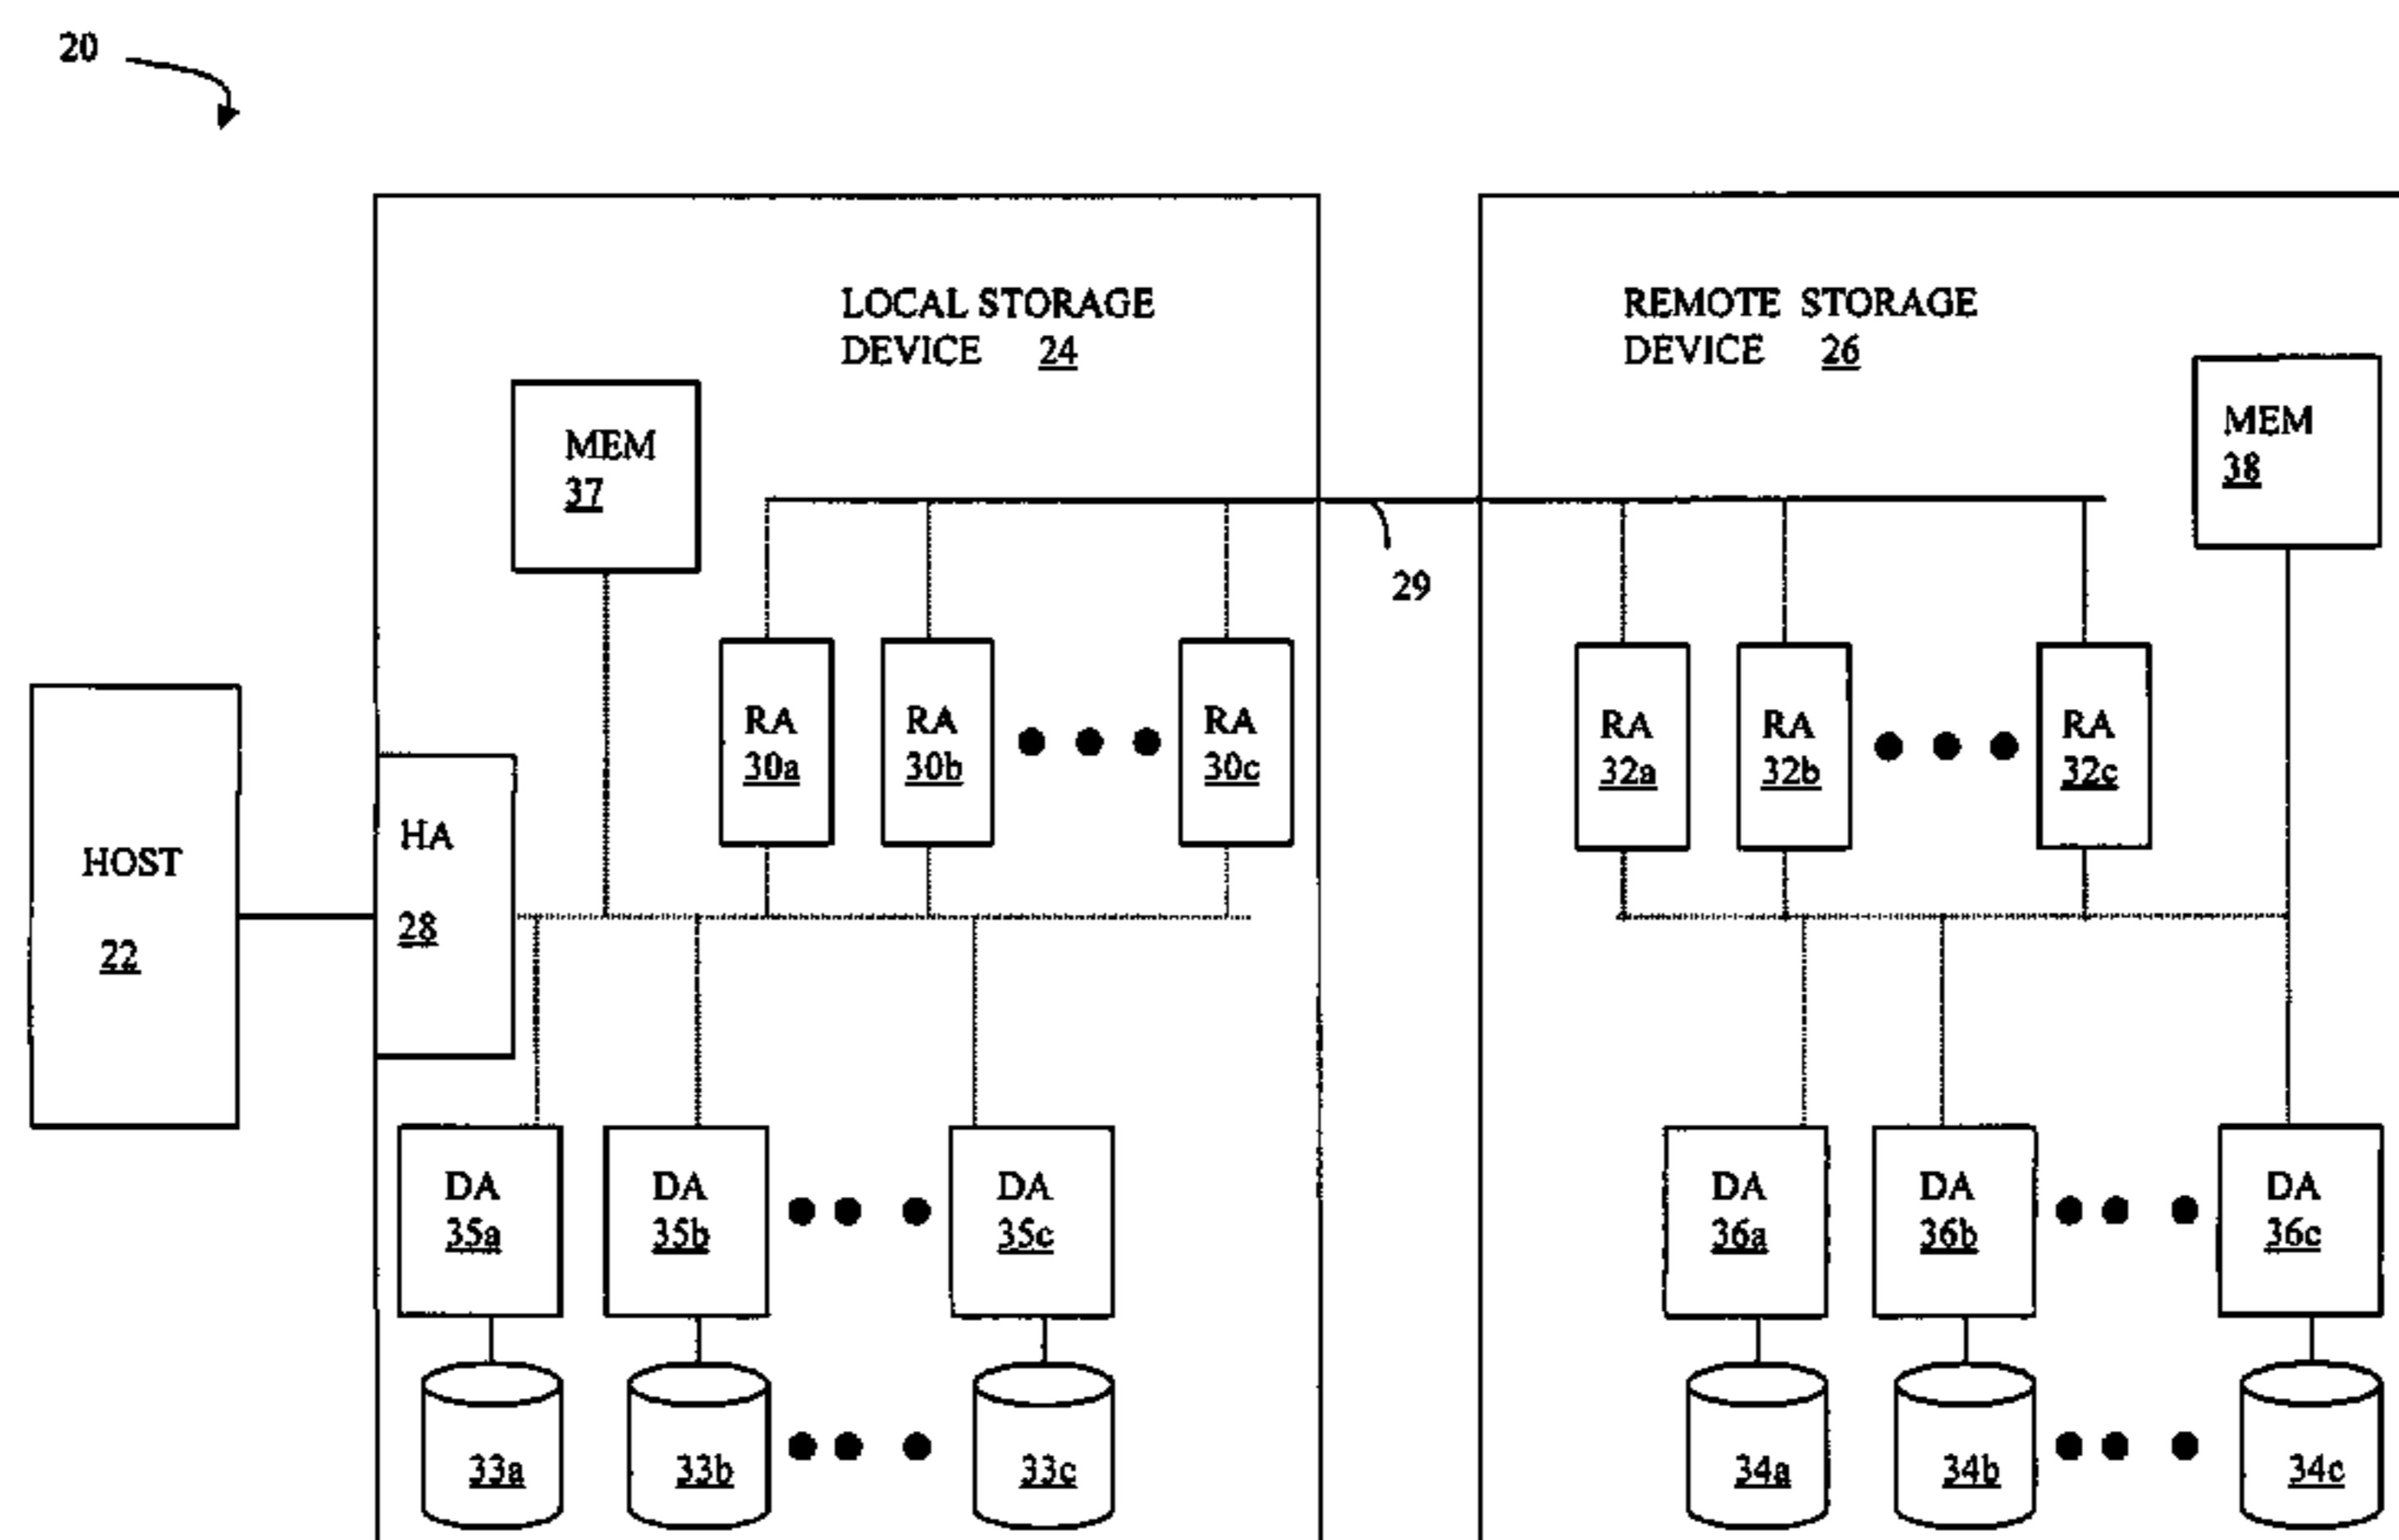 20
LOCAL STORAGE
DEVICE 24
REMOTE STORAGE
DEVICE 26
MEM
37
MEM
38
29
RA
30a
RA
30b
RA
30c
RA
32a
RA
32b
RA
32c
HOST
22
HA
28
DA
35a
DA
35b
DA
35c
DA
36a
DA
36b
DA
36c
33a
33b
33c
34a
34b
34c